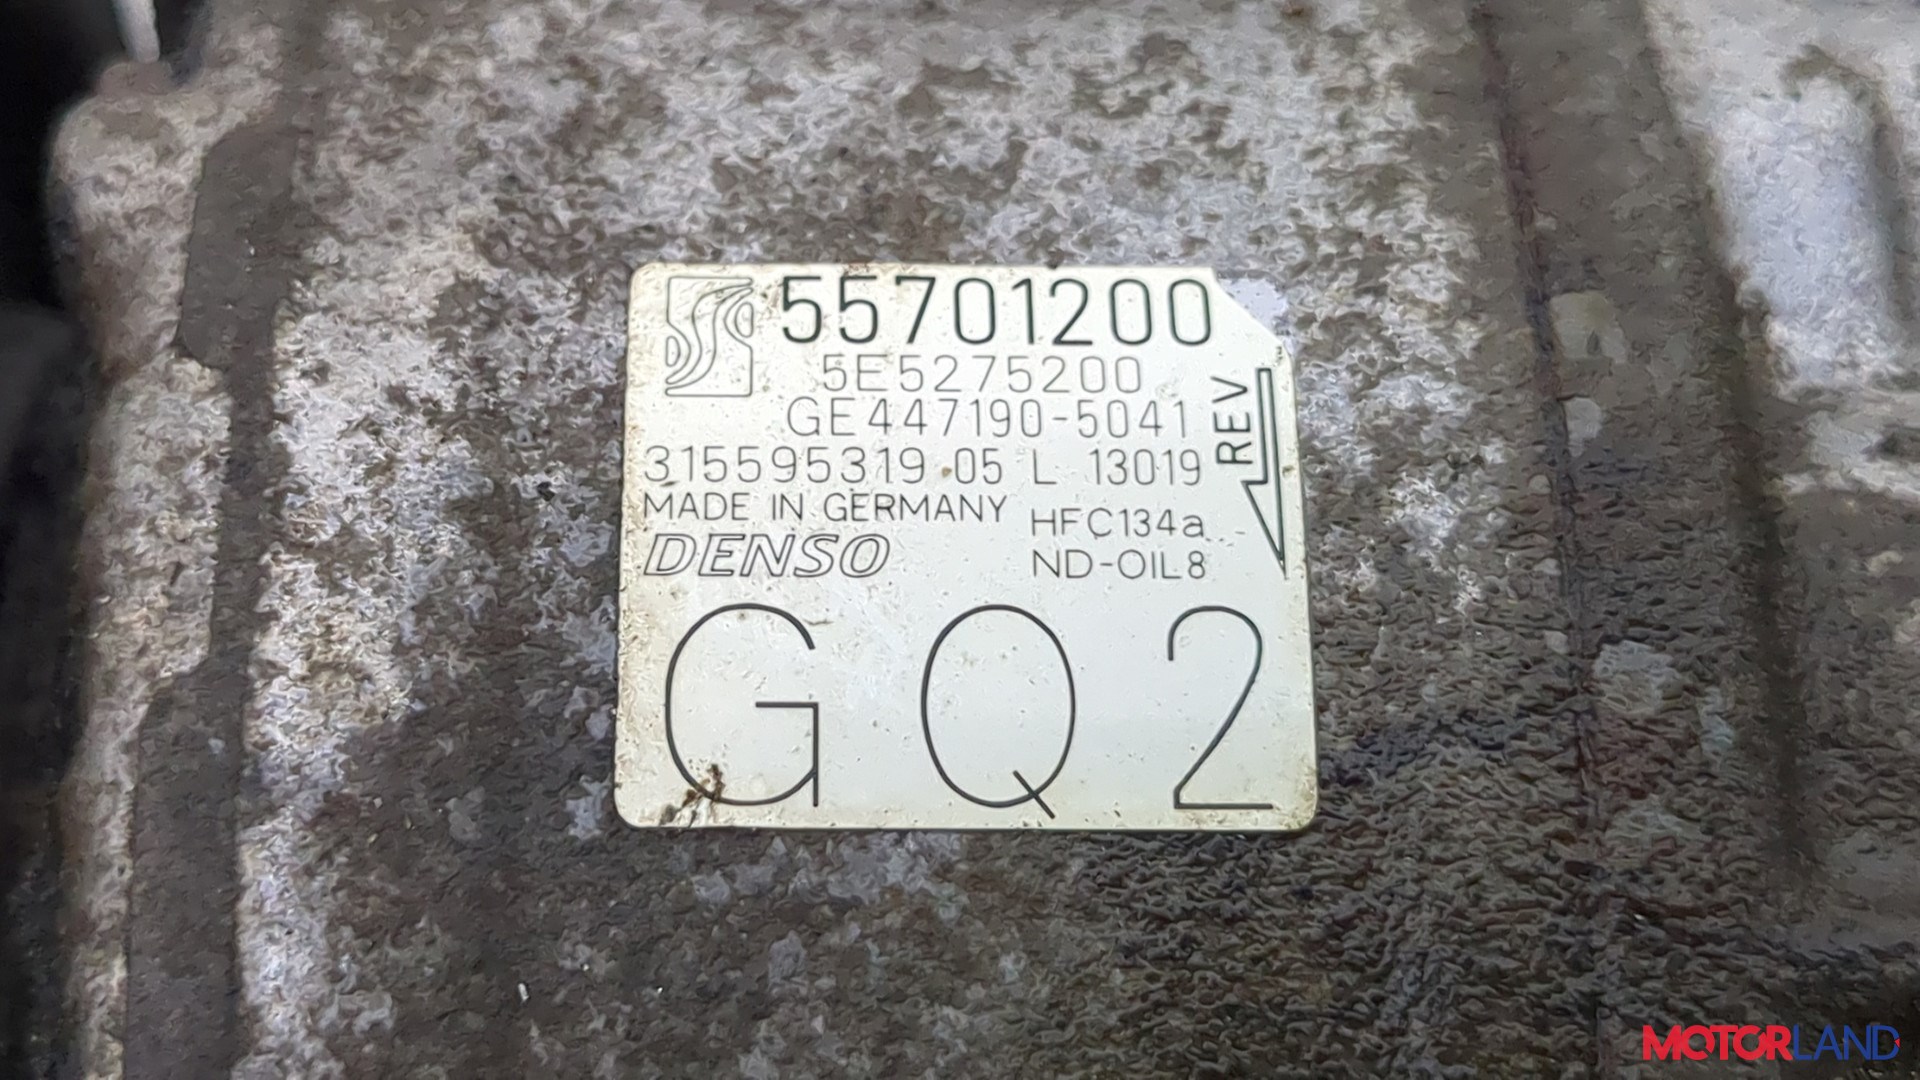 55701200
5E5275200
GE447190-5041
315595319 05 L 13019
REV
MADE IN GERMANY
HFC134a
DENSO
ND-OIL8
GQ2
MOTORLAND